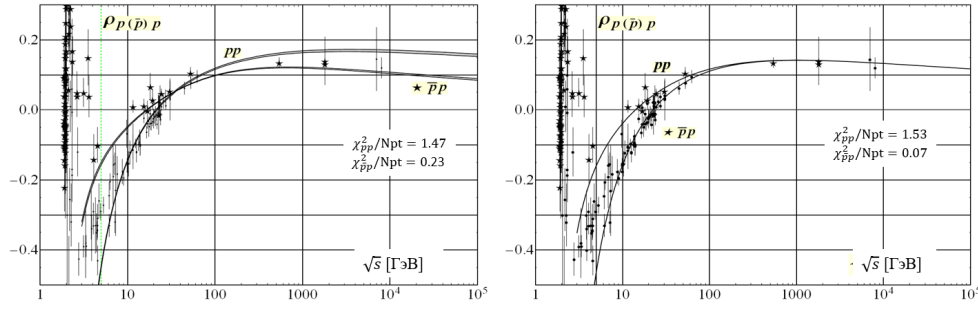 0.2
0.0
−0.2
−0.4
ρ p (p̄) p
pp
★ p̄p
χ²pp/Npt = 1.47
χ²p̄p/Npt = 0.23
√s [ГэВ]
1
10
100
1000
10⁴
10⁵
0.2
0.0
−0.2
−0.4
ρ p (p̄) p
pp
★ p̄p
χ²pp/Npt = 1.53
χ²p̄p/Npt = 0.07
√s [ГэВ]
1
10
100
1000
10⁴
10⁵